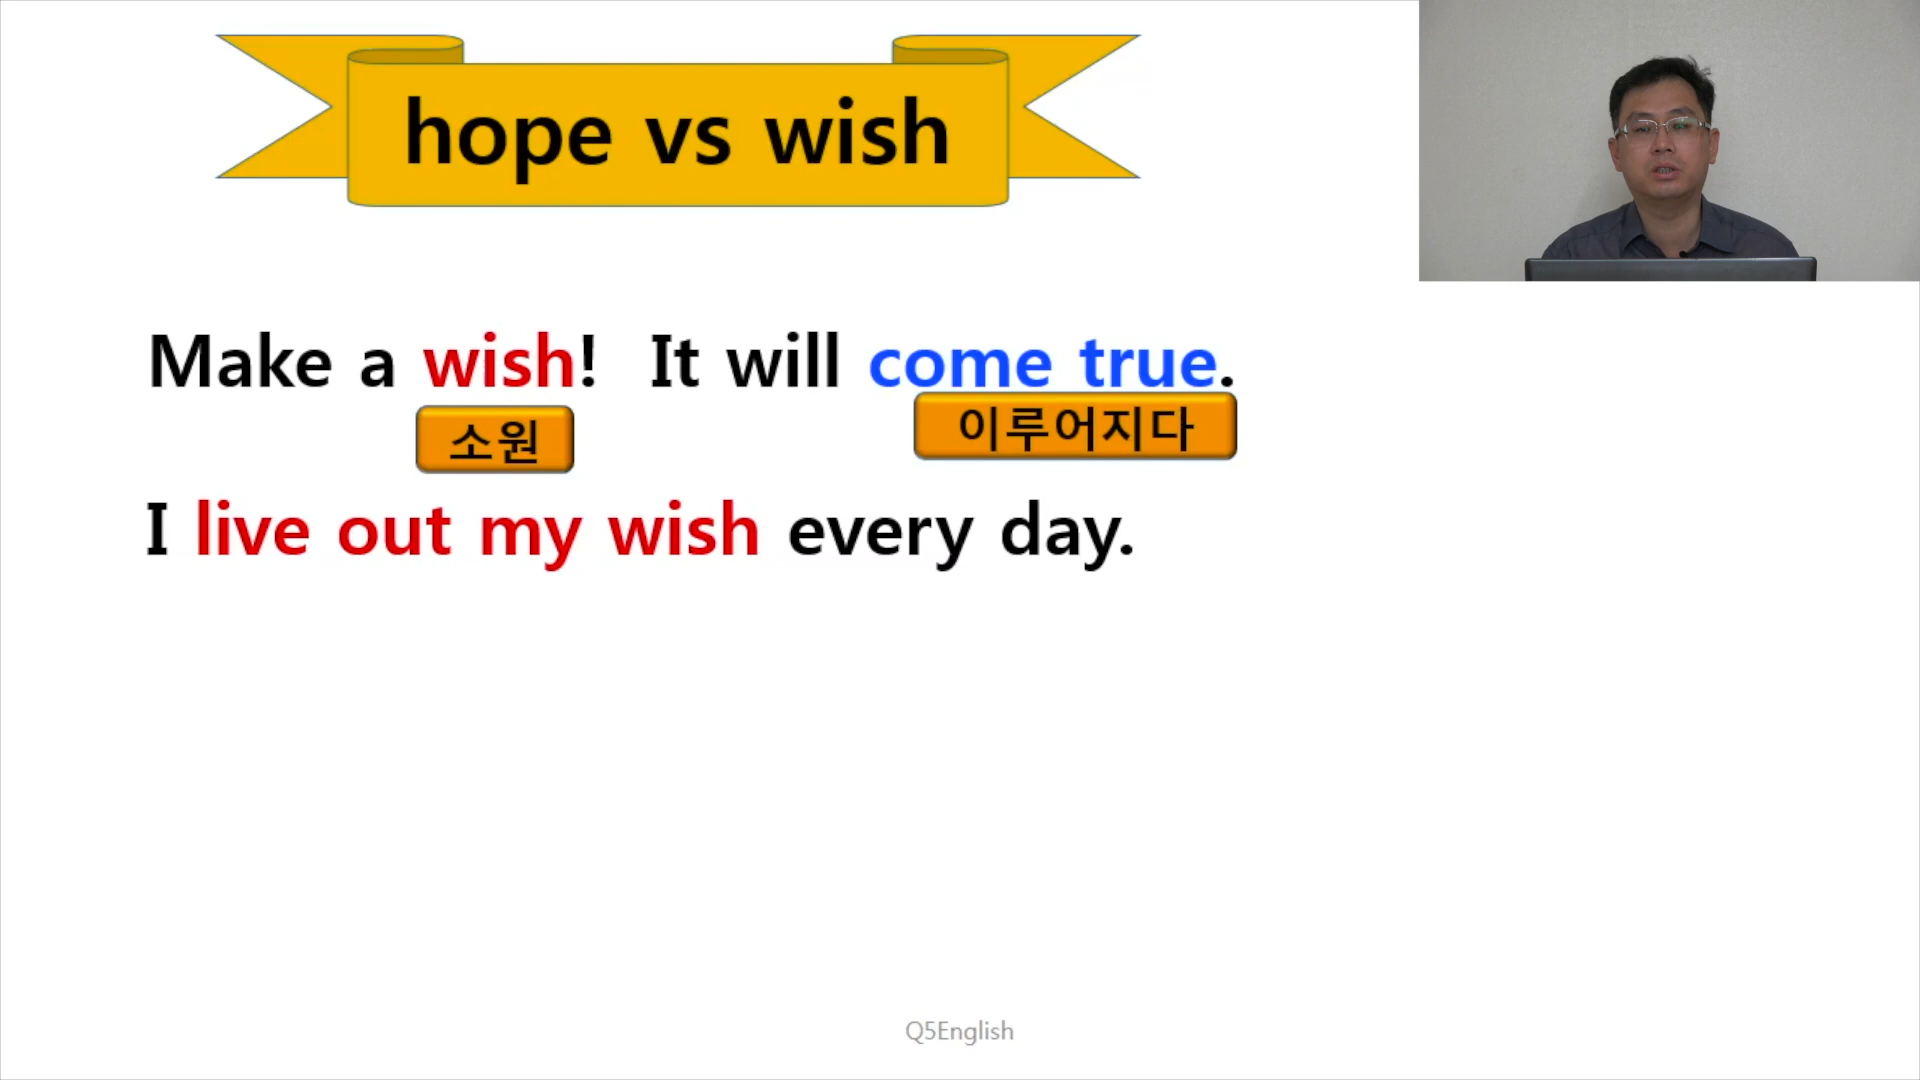 hope vs wish
Make a wish! It will come true.
소원 이루어지다
I live out my wish every day.
Q5English